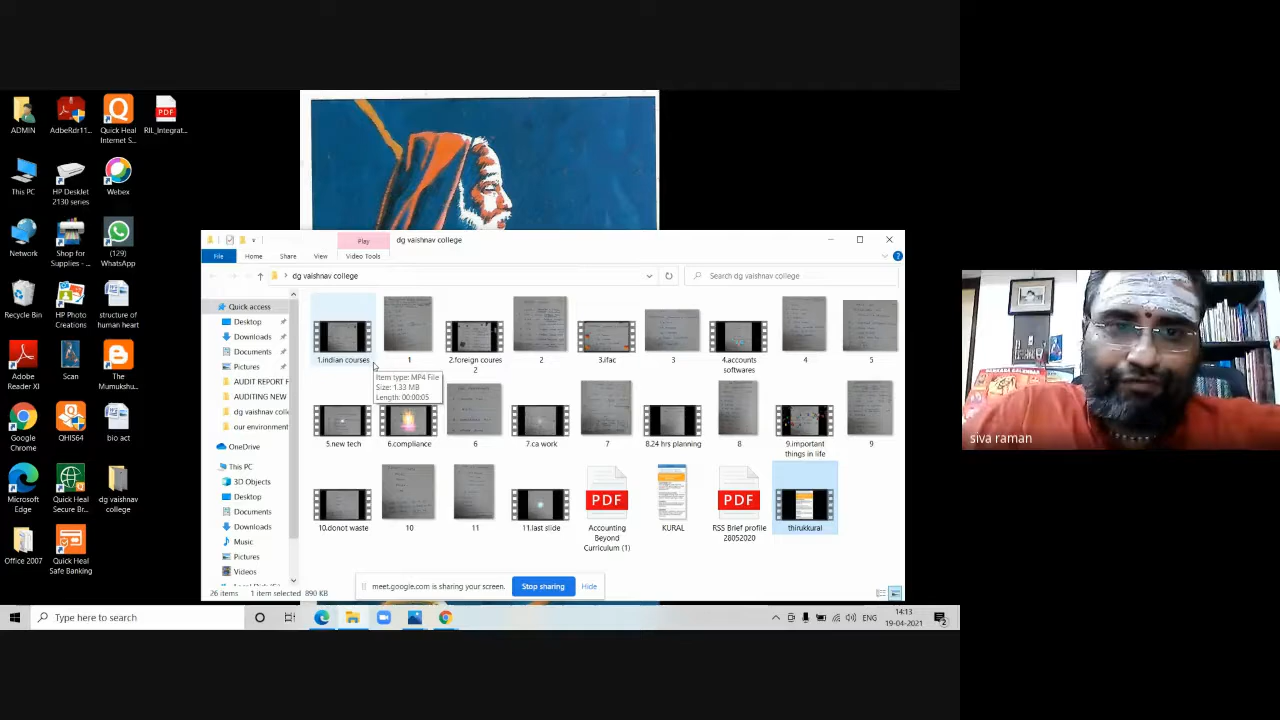 ADMIN
AdbeRdr11...
Quick Heal
Internet S...
RIL_Integrat...
This PC
HP Deskjet
2130 series
Webex
Network
Shop for
Supplies - ...
(129)
WhatsApp
Recycle Bin
HP Photo
Creations
structure of
human heart
Adobe
Reader XI
Scan
The
Mumukshu...
Google
Chrome
QHIS64
bio act
Microsoft
Edge
Quick Heal
Secure Br...
dg vaishnav
college
Office 2007
Quick Heal
Safe Banking
Play
dg vaishnav college
File
Home
Share
View
Video Tools
dg vaishnav college
Search dg vaishnav college
Quick access
Desktop
Downloads
Documents
Pictures
AUDIT REPORT F
AUDITING NEW
dg vaishnav colle
our environment
OneDrive
This PC
3D Objects
Desktop
Documents
Downloads
Music
Pictures
Videos
1.indian courses
1
2.foreign coures
2
2
3.ifac
3
4.accounts
softwares
4
5
Item type: MP4 File
Size: 1.33 MB
Length: 00:00:05
5.new tech
6.compliance
6
7.ca work
7
8.24 hrs planning
8
9.important
things in life
9
10.donot waste
10
11
11.last slide
PDF
Accounting
Beyond
Curriculum (1)
KURAL
PDF
RSS Brief profile
28052020
thirukkural
26 items
1 item selected
890 KB
meet.google.com is sharing your screen.
Stop sharing
Hide
Type here to search
ENG
14:13
19-04-2021
siva raman